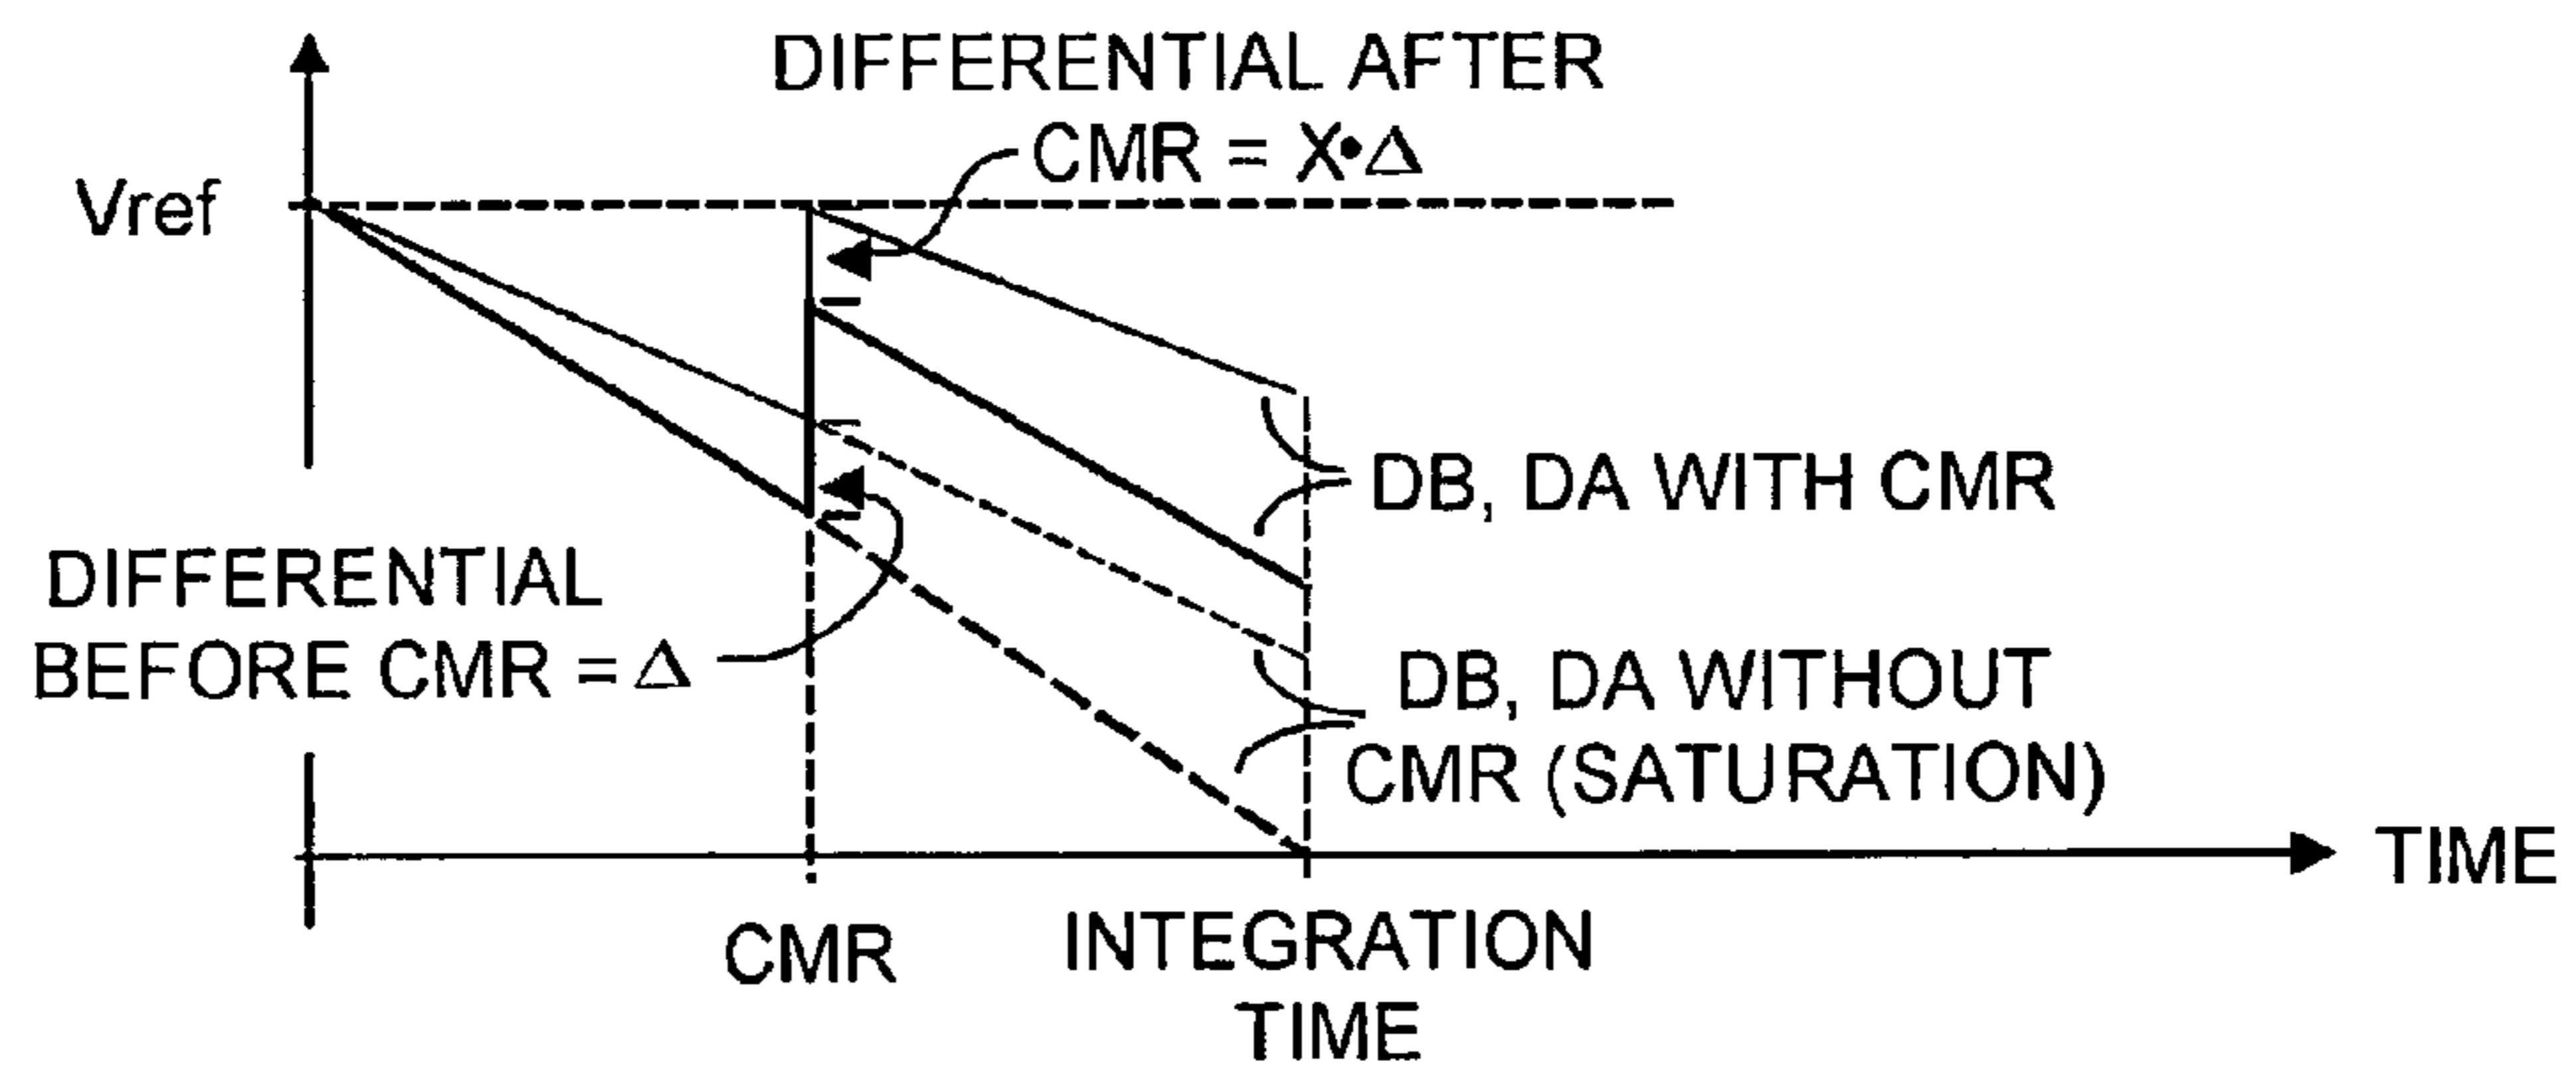 DIFFERENTIAL AFTER
CMR = X•Δ
Vref
DB, DA WITH CMR
DIFFERENTIAL
BEFORE CMR = Δ
DB, DA WITHOUT
CMR (SATURATION)
TIME
CMR
INTEGRATION
TIME